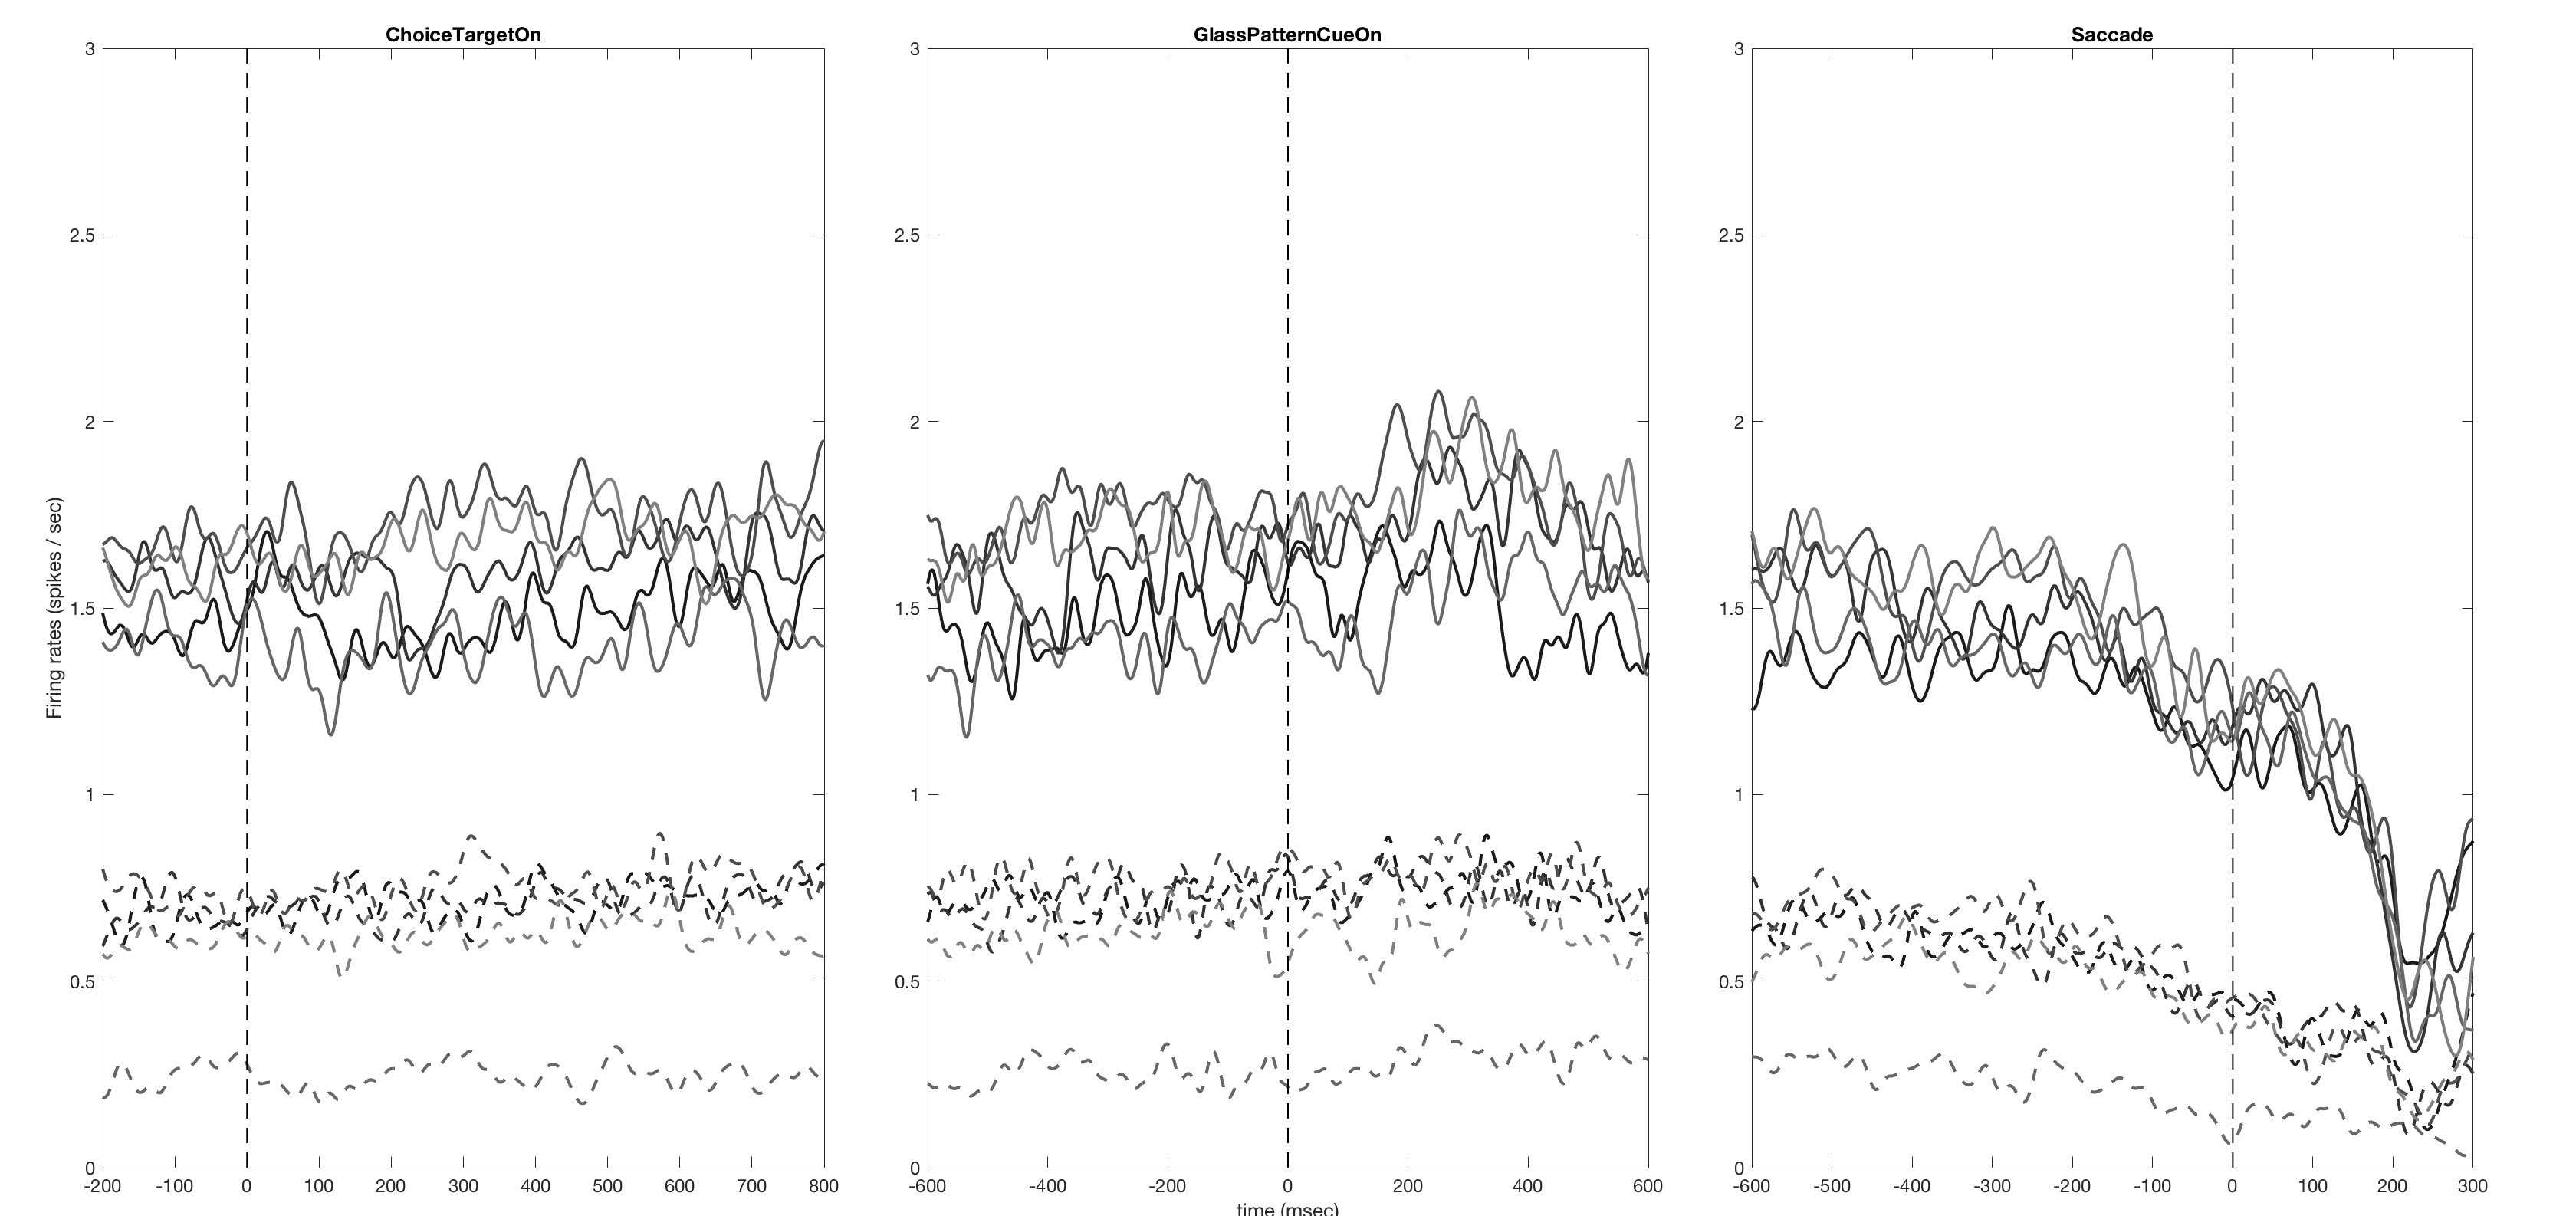 ChoiceTargetOn
GlassPatternCueOn
Saccade
Firing rates (spikes / sec)
3
2.5
2
1.5
1
0.5
0
3
2.5
2
1.5
1
0.5
0
3
2.5
2
1.5
1
0.5
0
-200 -100 0 100 200 300 400 500 600 700 800
-600 -400 -200 0 200 400 600
-600 -500 -400 -300 -200 -100 0 100 200 300
time (msec)